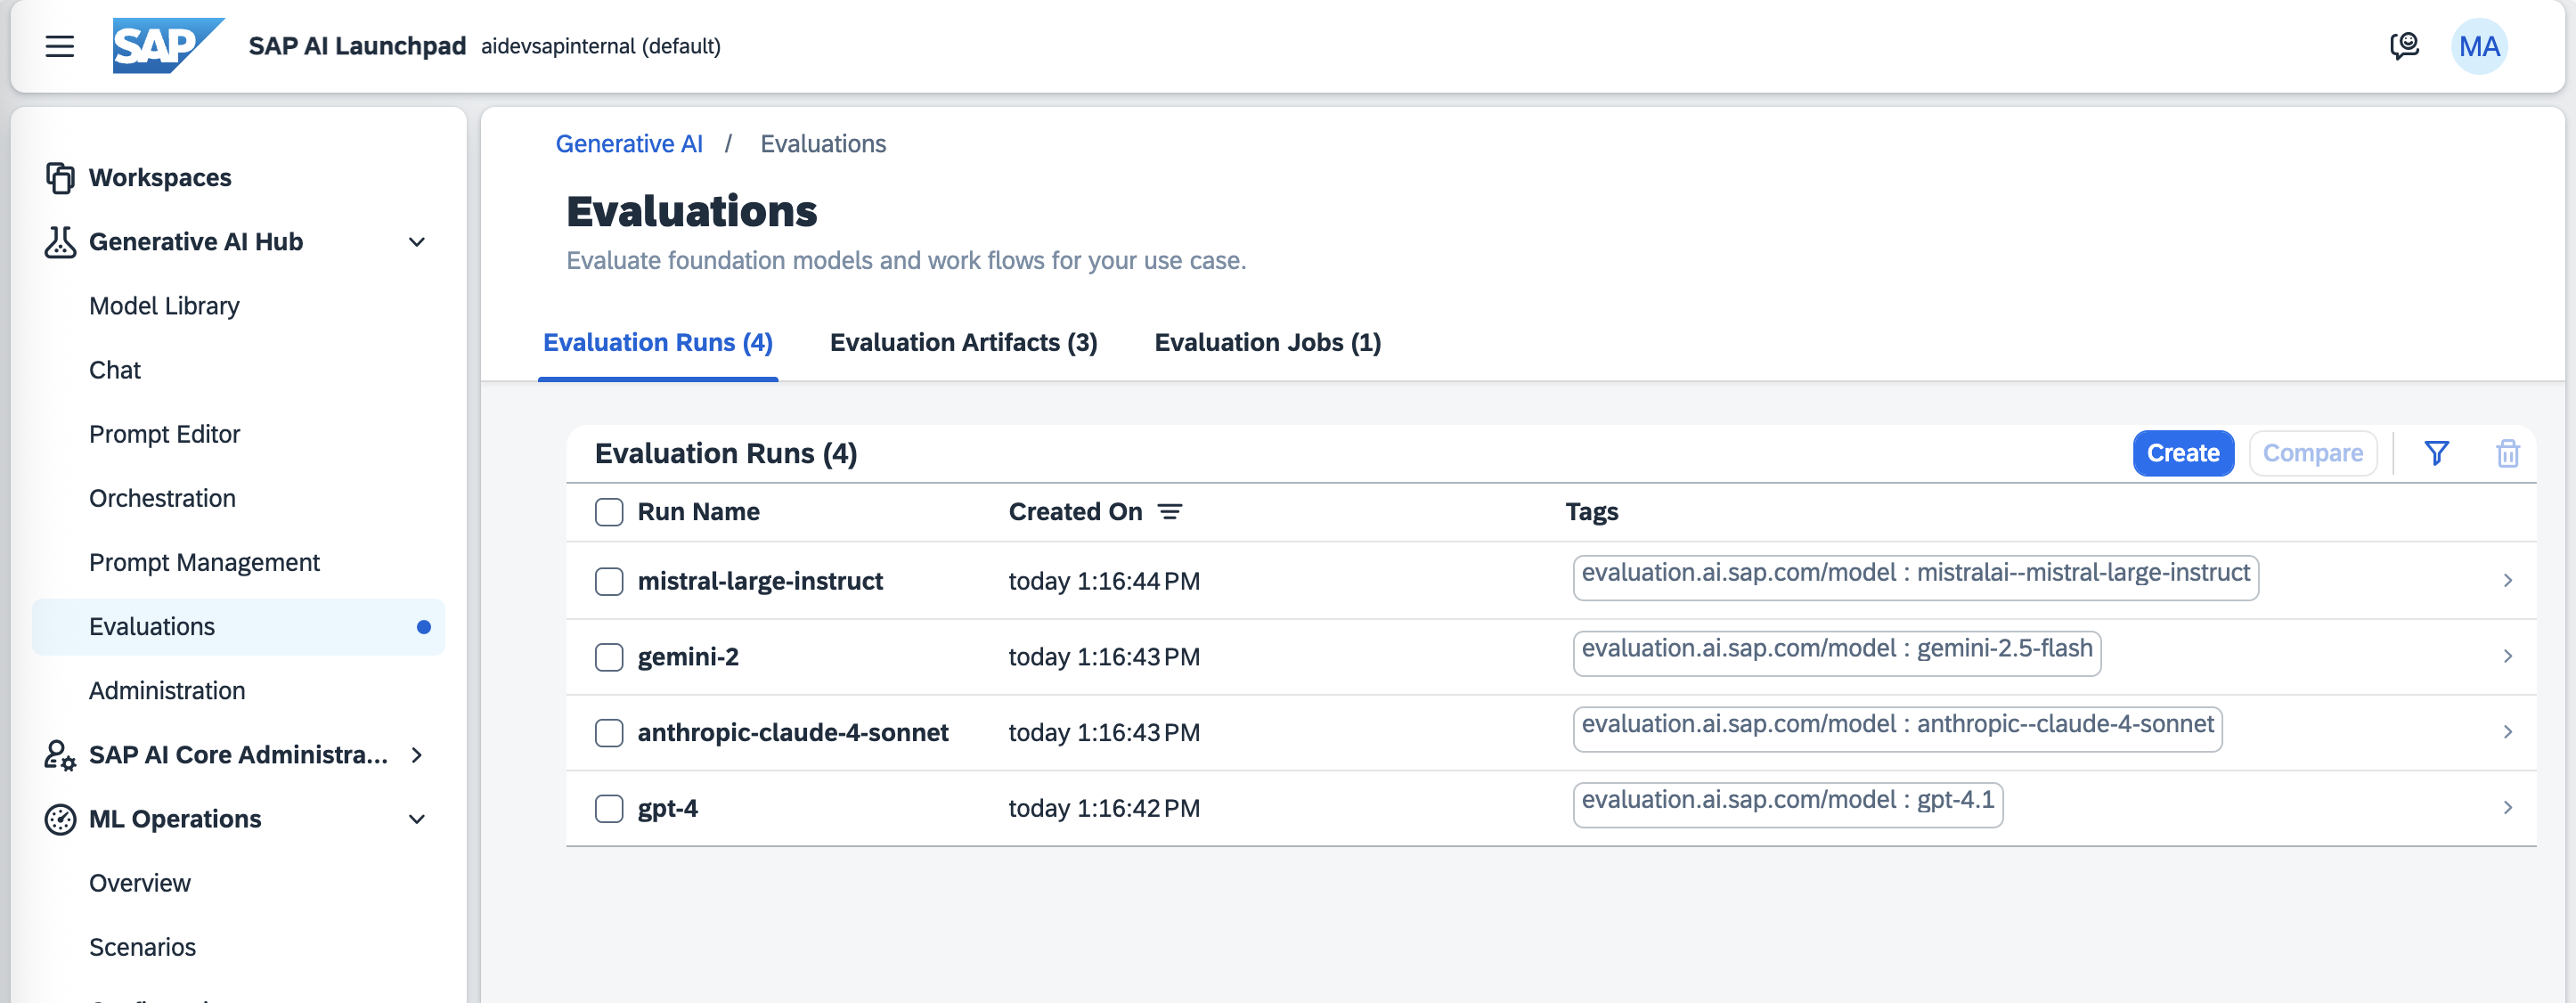 SAP SAP AI Launchpad aidevsapinternal (default) MA
Workspaces
Generative AI Hub
Model Library
Chat
Prompt Editor
Orchestration
Prompt Management
Evaluations
Administration
SAP AI Core Administra...
ML Operations
Overview
Scenarios
Generative AI / Evaluations
Evaluations
Evaluate foundation models and work flows for your use case.
Evaluation Runs (4) Evaluation Artifacts (3) Evaluation Jobs (1)
Evaluation Runs (4) Create Compare
Run Name Created On Tags
mistral-large-instruct today 1:16:44 PM evaluation.ai.sap.com/model : mistralai--mistral-large-instruct
gemini-2 today 1:16:43 PM evaluation.ai.sap.com/model : gemini-2.5-flash
anthropic-claude-4-sonnet today 1:16:43 PM evaluation.ai.sap.com/model : anthropic--claude-4-sonnet
gpt-4 today 1:16:42 PM evaluation.ai.sap.com/model : gpt-4.1